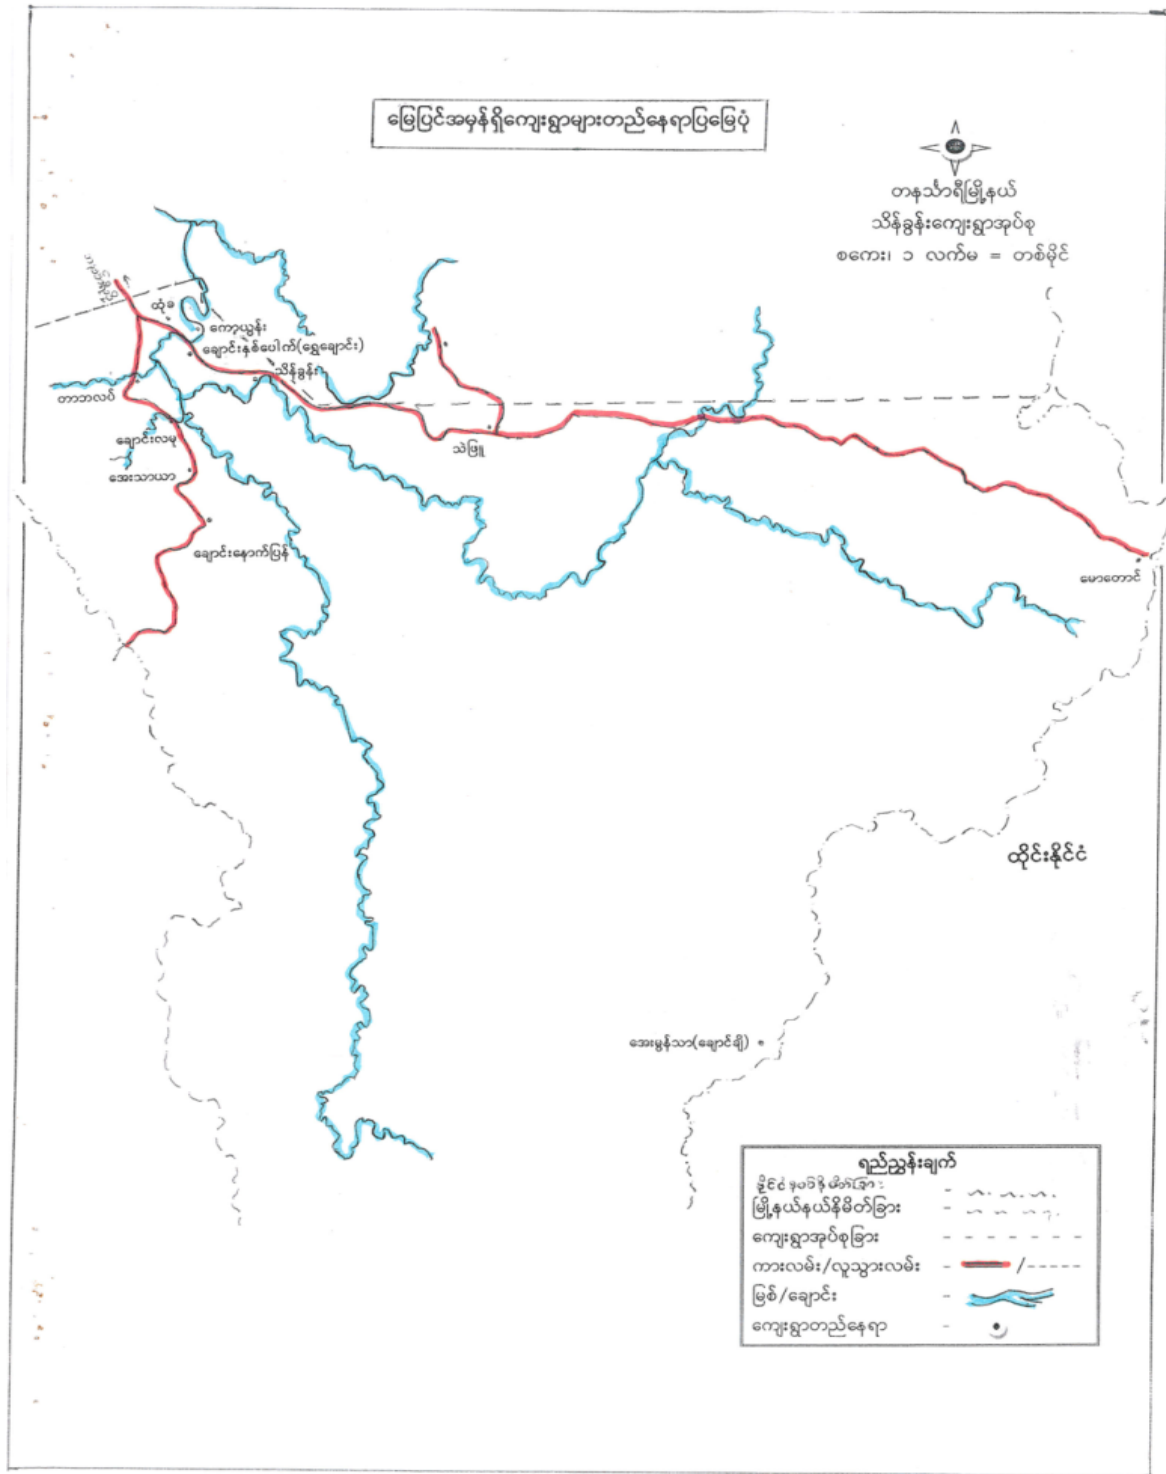 မြေပြင်အမှန်ရှိကျေးရွာများတည်နေရာပြမြေပုံ
တနင်္သာရီမြို့နယ်
သိန်ခွန်းကျေးရွာအုပ်စု
စကေး၊ ၁ လက်မ = တစ်မိုင်
ထုံခ
ကော့ယွန်း
ချောင်းနှစ်ပေါက်(ရွှေချောင်း)
သိန်ခွန်း
တာဘလပ်
ချောင်းလမု
သဲဖြူ
အေးသာယာ
ချောင်းနောက်ပြန်
မောတောင်
ထိုင်းနိုင်ငံ
အေးမွန်သာ(ချောင်ချို)
ရည်ညွှန်းချက်
မြို့နယ်နယ်နိမိတ်ခြား -
ကျေးရွာအုပ်စုခြား -
ကားလမ်း/လူသွားလမ်း - /
မြစ်/ချောင်း -
ကျေးရွာတည်နေရာ -